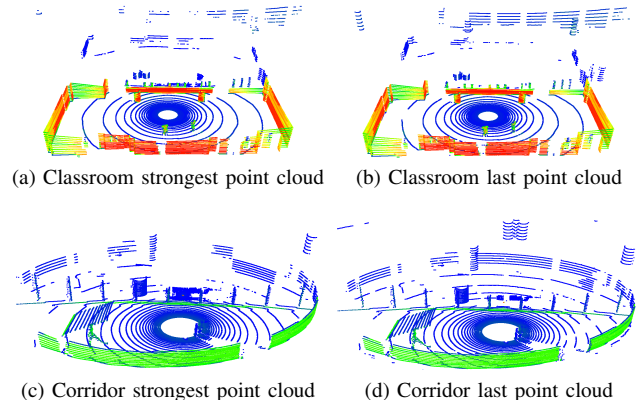 (a) Classroom strongest point cloud
(b) Classroom last point cloud
(c) Corridor strongest point cloud
(d) Corridor last point cloud